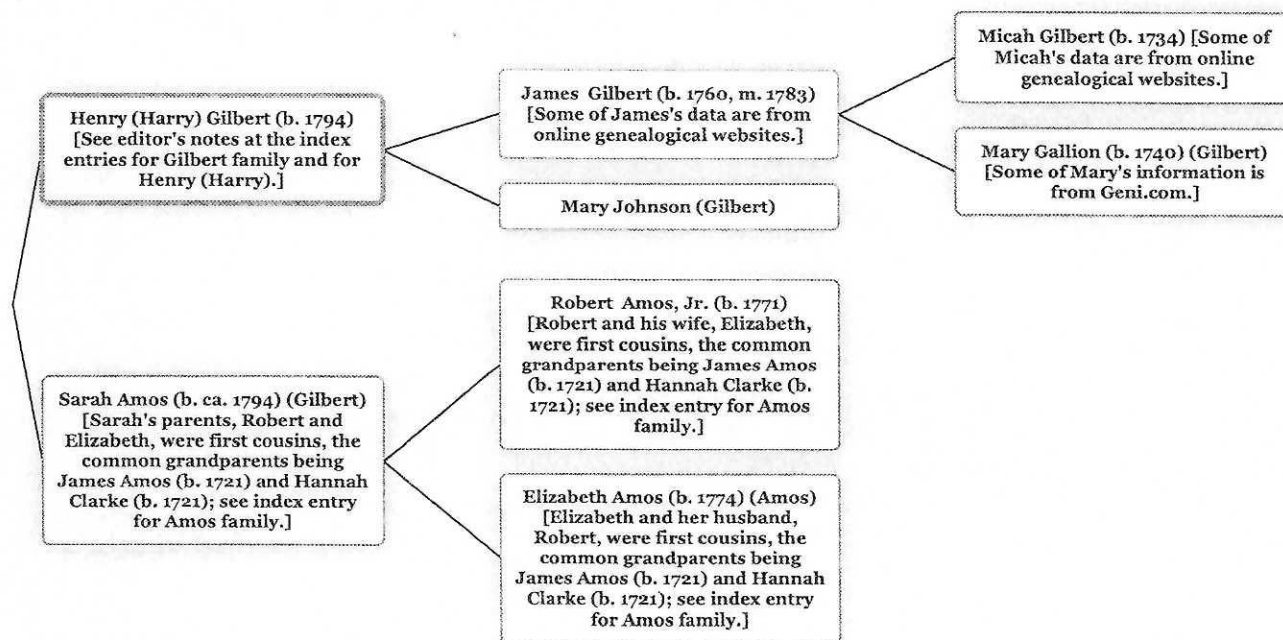 Henry (Harry) Gilbert (b. 1794)
[See editor's notes at the index
entries for Gilbert family and for
Henry (Harry).]
Sarah Amos (b. ca. 1794) (Gilbert)
[Sarah's parents, Robert and
Elizabeth, were first cousins, the
common grandparents being
James Amos (b. 1721) and Hannah
Clarke (b. 1721); see index entry
for Amos family.]
James Gilbert (b. 1760, m. 1783)
[Some of James's data are from
online genealogical websites.]
Mary Johnson (Gilbert)
Robert Amos, Jr. (b. 1771)
[Robert and his wife, Elizabeth,
were first cousins, the common
grandparents being James Amos
(b. 1721) and Hannah Clarke (b.
1721); see index entry for Amos
family.]
Elizabeth Amos (b. 1774) (Amos)
[Elizabeth and her husband,
Robert, were first cousins, the
common grandparents being
James Amos (b. 1721) and Hannah
Clarke (b. 1721); see index entry
for Amos family.]
Micah Gilbert (b. 1734) [Some of
Micah's data are from online
genealogical websites.]
Mary Gallion (b. 1740) (Gilbert)
[Some of Mary's information is
from Geni.com.]